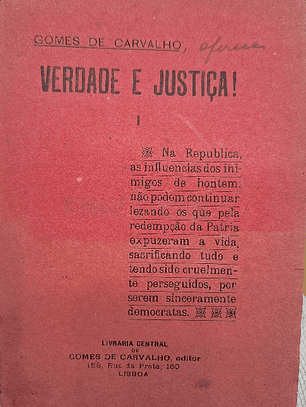 GOMES DE CARVALHO,
VERDADE E JUSTIÇA!
I
Na Republica,
as influencias dos ini-
migos de hontem,
não podem continuar
lezando os que pela
redempção da Patria
expuzeram a vida,
sacrificando tudo e
tendo sido cruelmen-
te perseguidos, por
serem sinceramente
democratas.
LIVRARIA CENTRAL
DE
GOMES DE CARVALHO, editor
158, Rua da Prata, 160
LISBOA